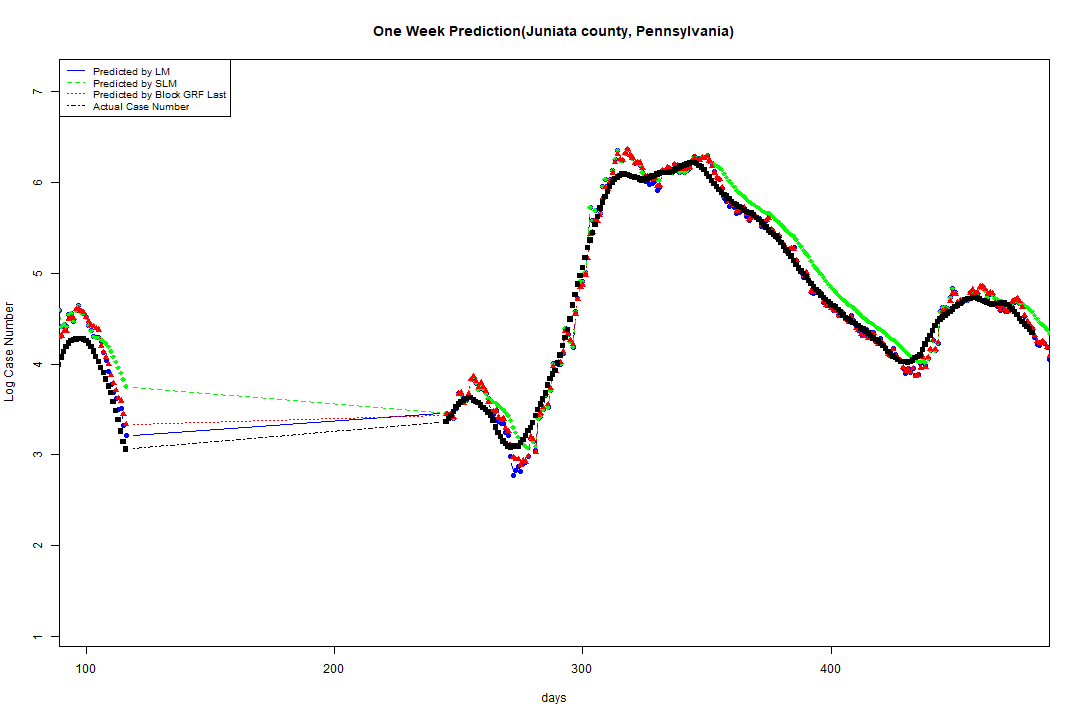 One Week Prediction(Juniata county, Pennsylvania)
Predicted by LM
Predicted by SLM
Predicted by Block GRF Last
Actual Case Number
7
6
5
4
3
2
1
Log Case Number
100 200 300 400
days